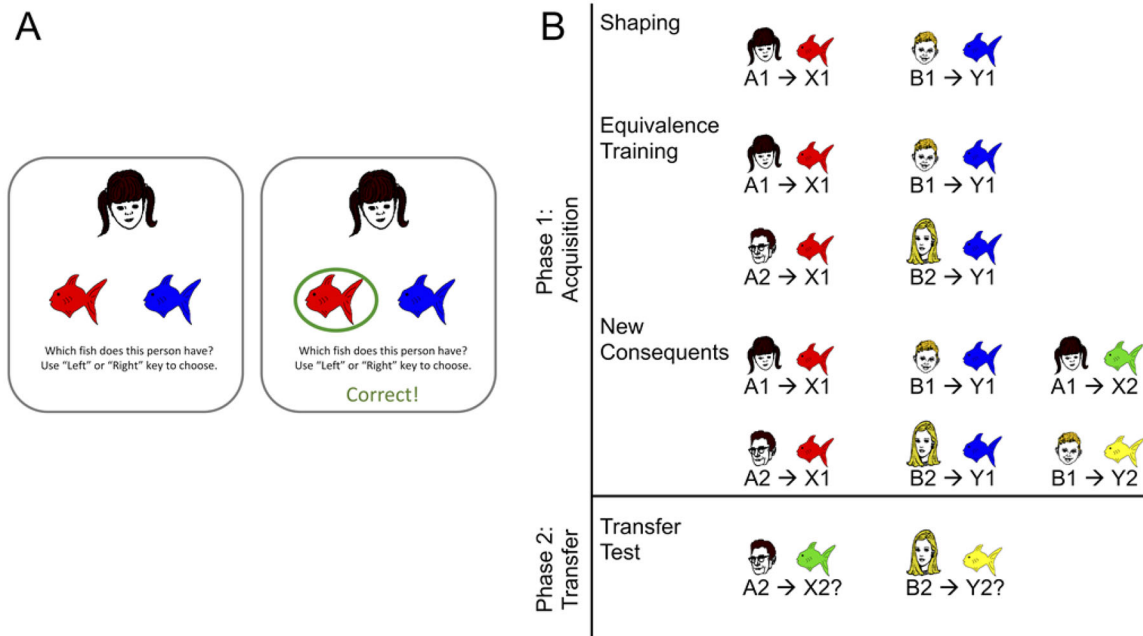 A
Which fish does this person have?
Use “Left” or “Right” key to choose.
Which fish does this person have?
Use “Left” or “Right” key to choose.
Correct!
B
Phase 1:
Acquisition
Shaping
A1 → X1
B1 → Y1
Equivalence
Training
A1 → X1
B1 → Y1
A2 → X1
B2 → Y1
New
Consequents
A1 → X1
B1 → Y1
A1 → X2
A2 → X1
B2 → Y1
B1 → Y2
Phase 2:
Transfer
Transfer
Test
A2 → X2?
B2 → Y2?